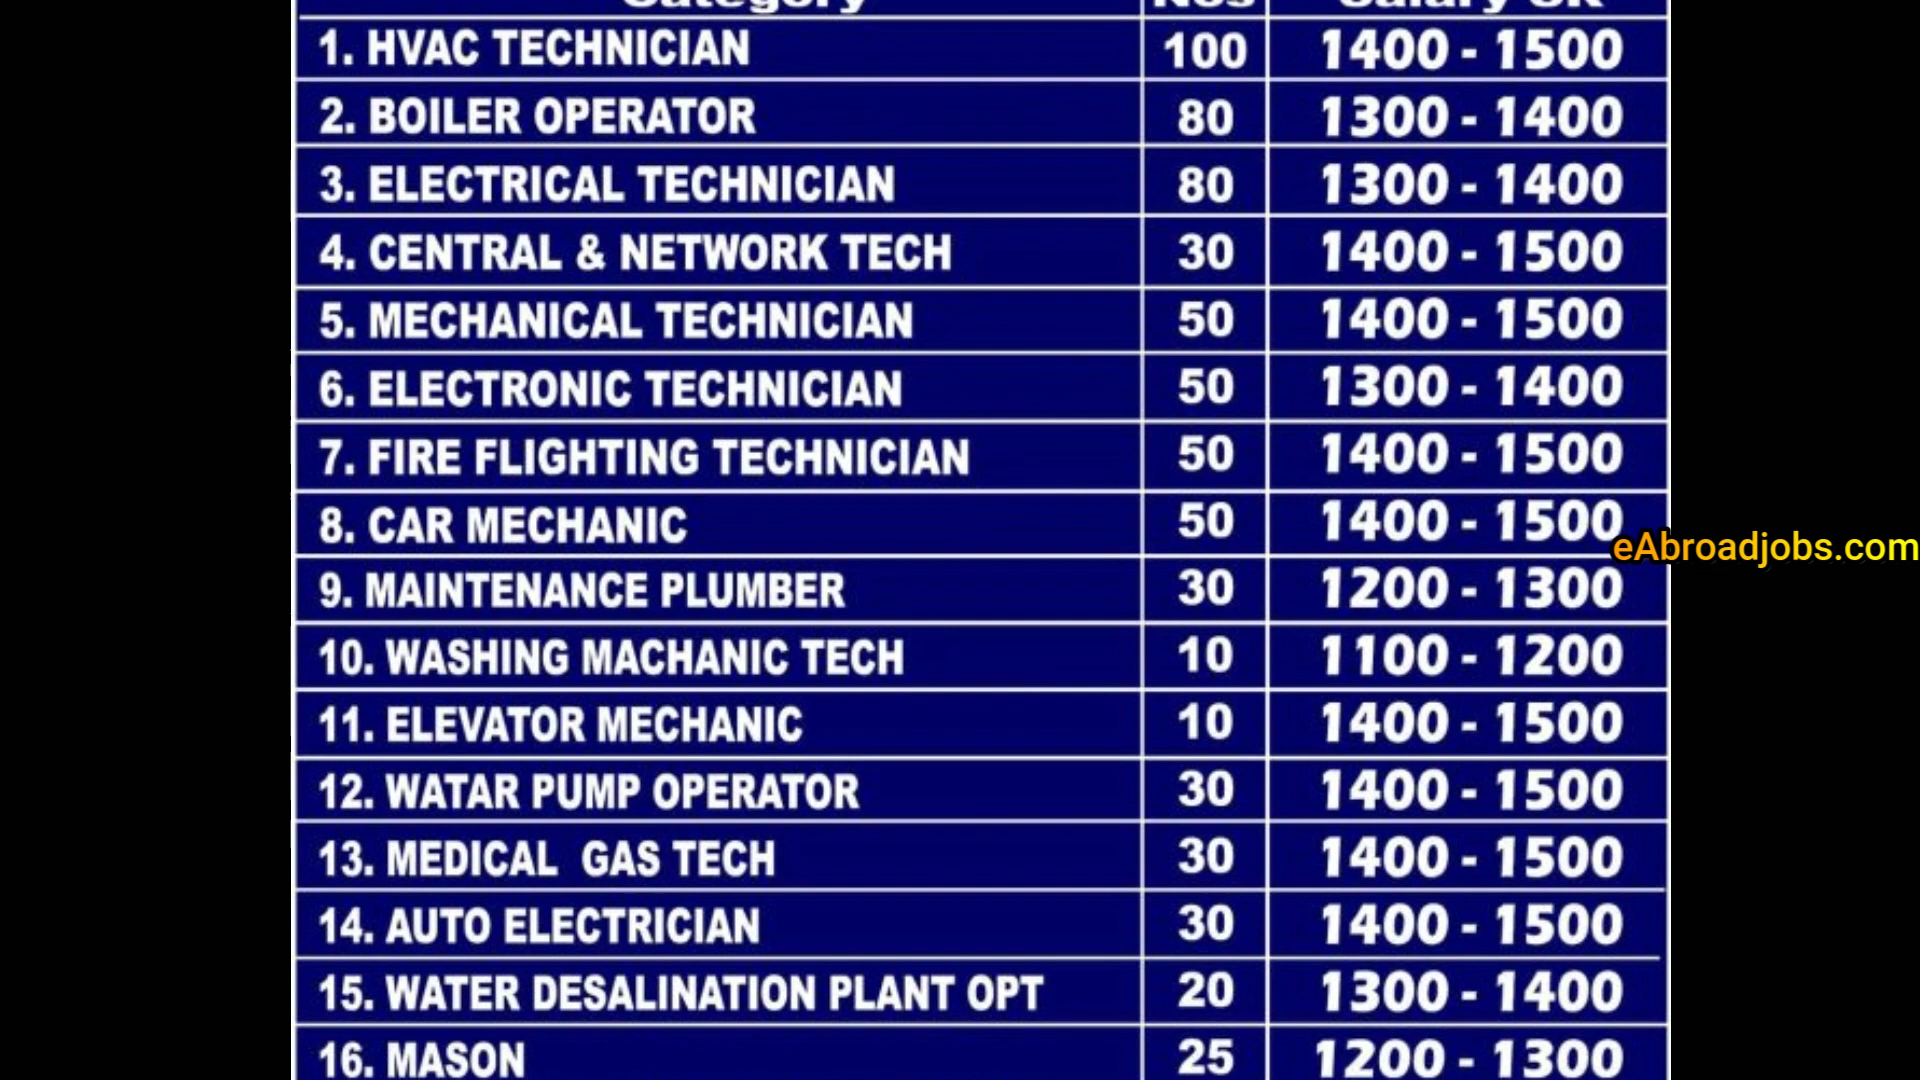 Category Nos Salary SR
1. HVAC TECHNICIAN 100 1400 - 1500
2. BOILER OPERATOR 80 1300 - 1400
3. ELECTRICAL TECHNICIAN 80 1300 - 1400
4. CENTRAL & NETWORK TECH 30 1400 - 1500
5. MECHANICAL TECHNICIAN 50 1400 - 1500
6. ELECTRONIC TECHNICIAN 50 1300 - 1400
7. FIRE FLIGHTING TECHNICIAN 50 1400 - 1500
8. CAR MECHANIC 50 1400 - 1500
eAbroadjobs.com
9. MAINTENANCE PLUMBER 30 1200 - 1300
10. WASHING MACHANIC TECH 10 1100 - 1200
11. ELEVATOR MECHANIC 10 1400 - 1500
12. WATAR PUMP OPERATOR 30 1400 - 1500
13. MEDICAL GAS TECH 30 1400 - 1500
14. AUTO ELECTRICIAN 30 1400 - 1500
15. WATER DESALINATION PLANT OPT 20 1300 - 1400
16. MASON 25 1200 - 1300